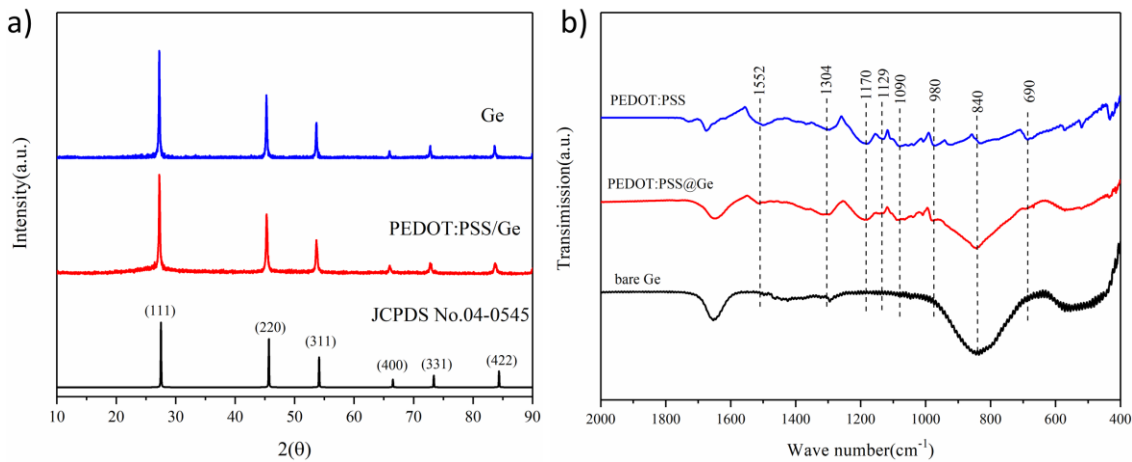 a)
Ge
PEDOT:PSS/Ge
JCPDS No.04-0545
(111)
(220)
(311)
(400)
(331)
(422)
Intensity(a.u.)
10 20 30 40 50 60 70 80 90
2(θ)
b)
1552
1304
1170
1129
1090
980
840
690
PEDOT:PSS
PEDOT:PSS@Ge
bare Ge
Transmission(a.u.)
2000 1800 1600 1400 1200 1000 800 600 400
Wave number(cm⁻¹)